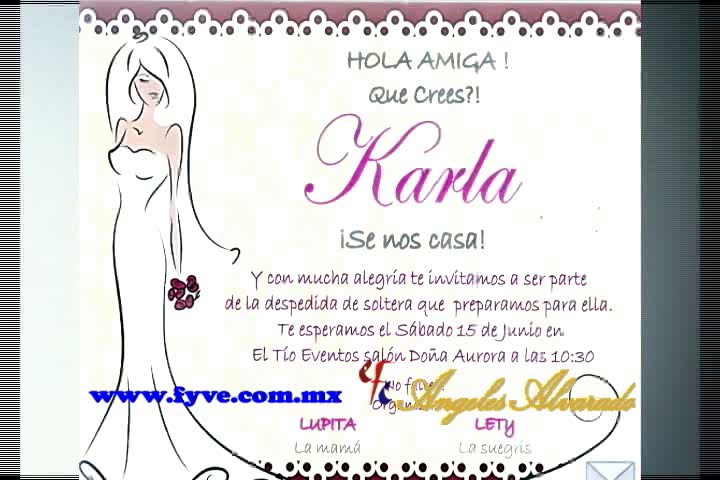 HOLA AMIGA !
Que Crees?!
Karla
¡Se nos casa!
Y con mucha alegría te invitamos a ser parte
de la despedida de soltera que preparamos para ella.
Te esperamos el Sábado 15 de Junio en
El Tío Eventos salón Doña Aurora a las 10:30
www.fyve.com.mx
Angeles Alvarado
LUPITA LETY
La mamá La suegris